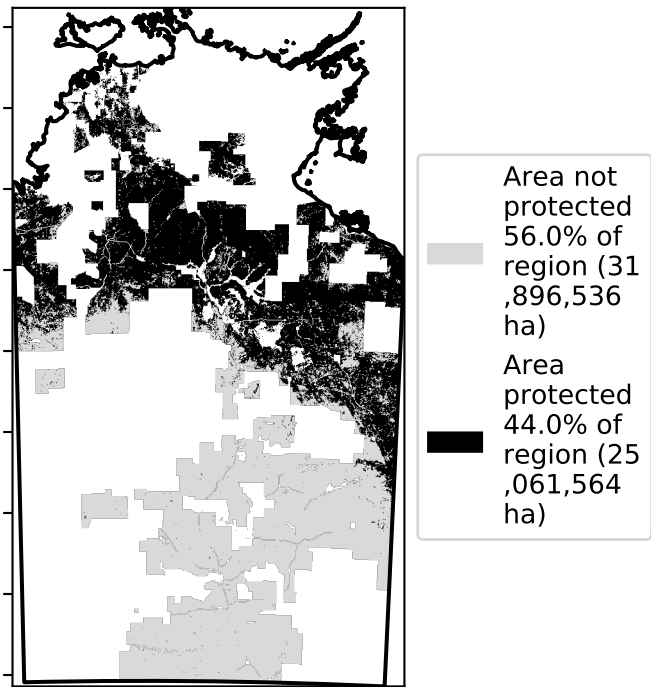 Area not
protected
56.0% of
region (31
,896,536
ha)
Area
protected
44.0% of
region (25
,061,564
ha)